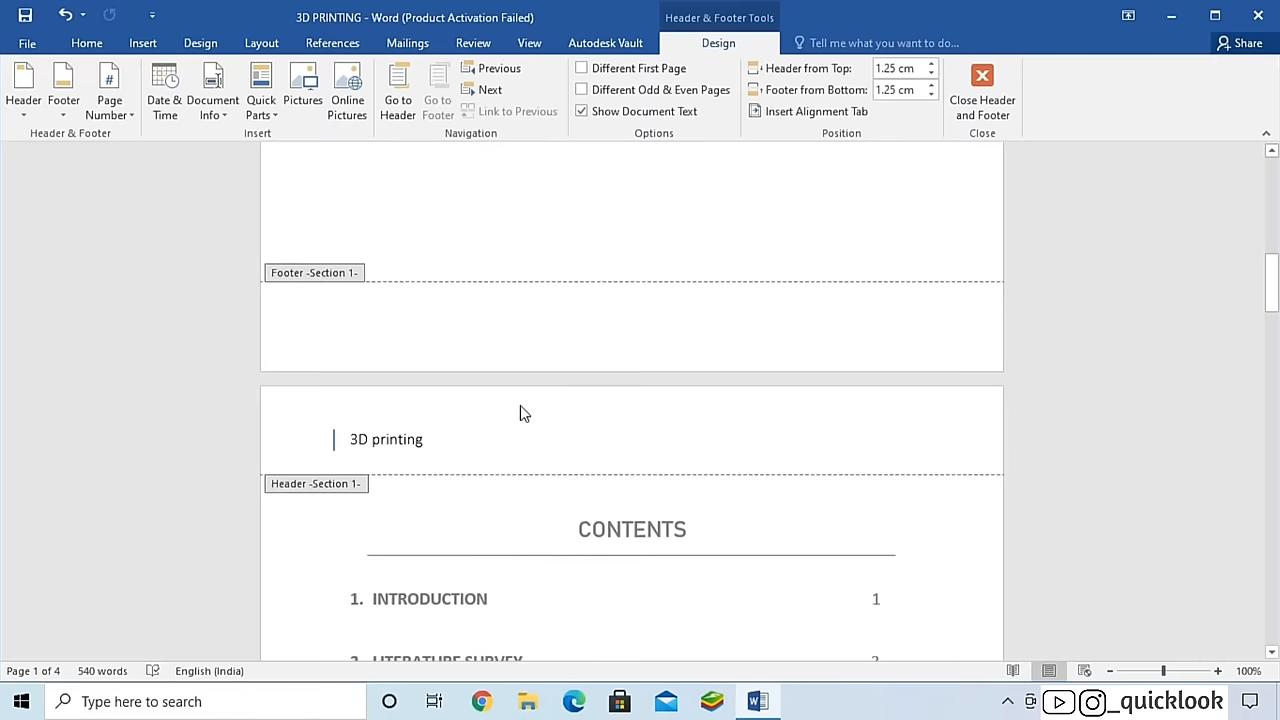 3D PRINTING - Word (Product Activation Failed)
Header & Footer Tools
File Home Insert Design Layout References Mailings Review View Autodesk Vault Design Tell me what you want to do... Share
Header
Footer
Page Number
Header & Footer
Date & Time
Document Info
Quick Parts
Pictures
Online Pictures
Insert
Go to Header
Go to Footer
Previous
Next
Link to Previous
Navigation
Different First Page
Different Odd & Even Pages
Show Document Text
Options
Header from Top: 1.25 cm
Footer from Bottom: 1.25 cm
Insert Alignment Tab
Position
Close Header and Footer
Close
Footer -Section 1-
3D printing
Header -Section 1-
CONTENTS
1. INTRODUCTION 1
2. LITERATURE SURVEY
Page 1 of 4 540 words English (India) 100%
Type here to search
_quicklook